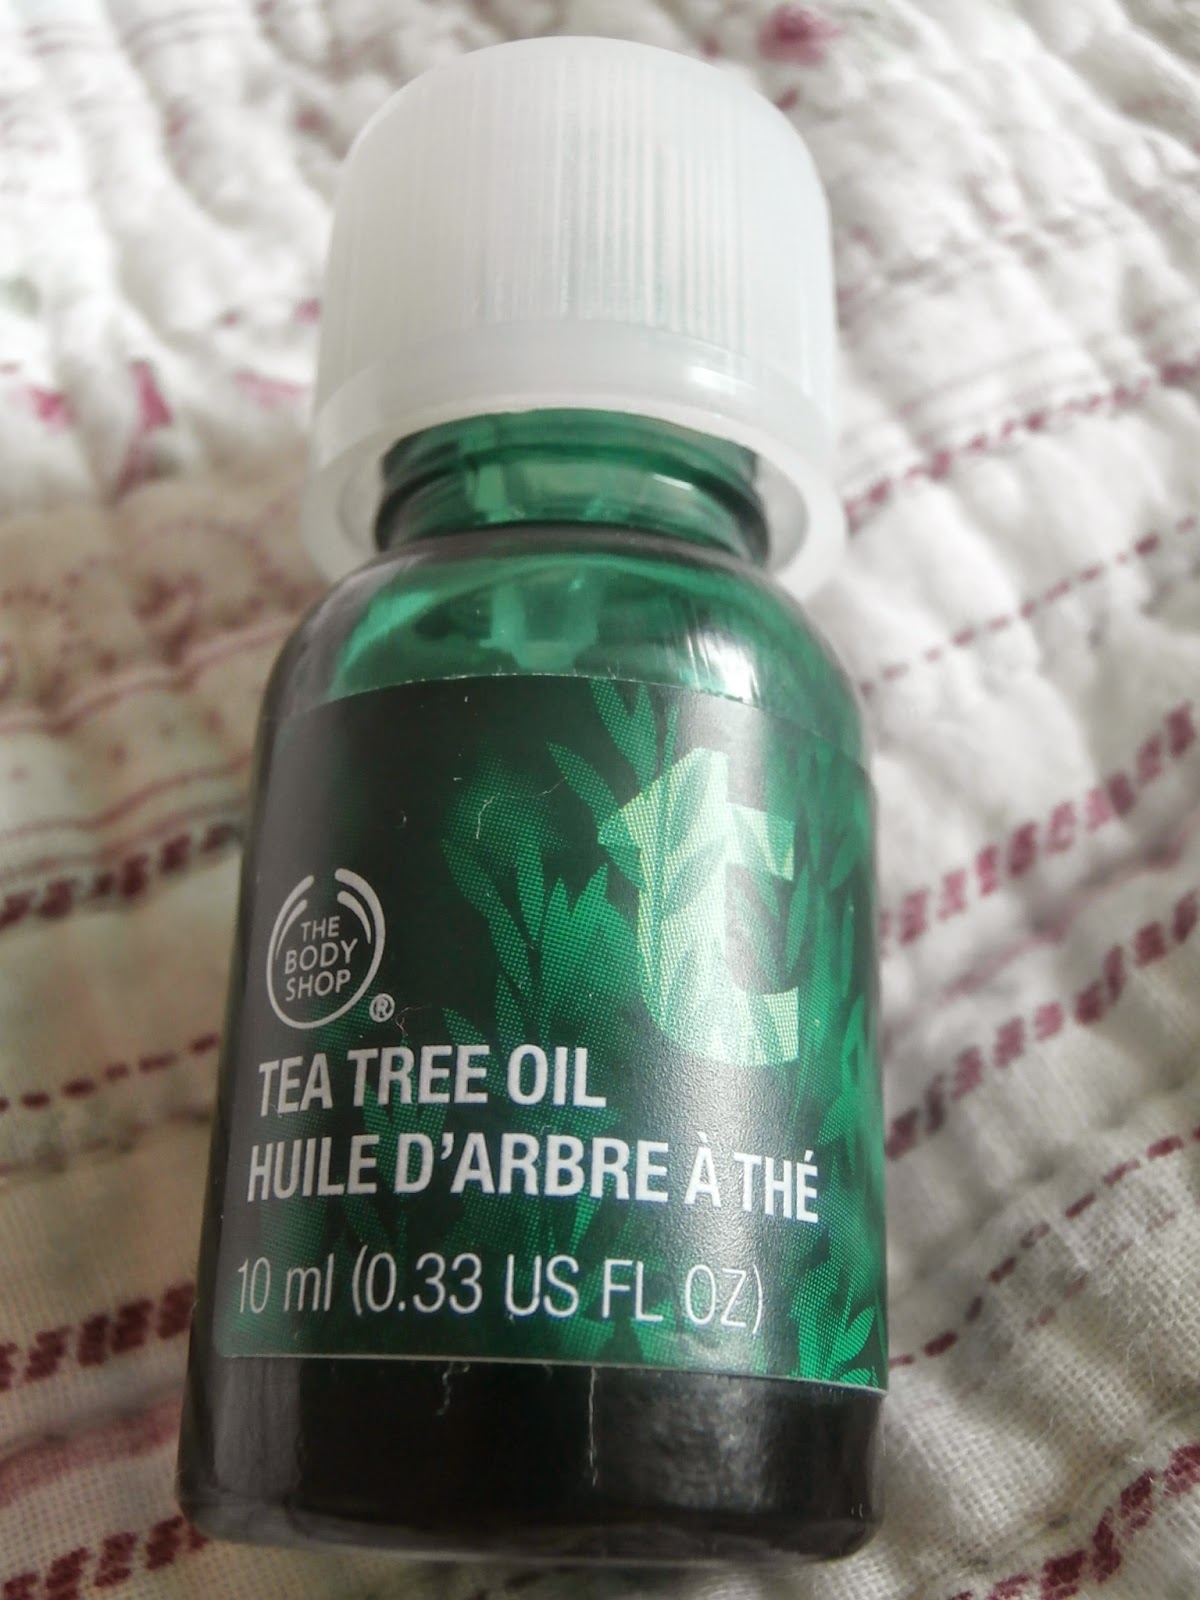 THE
BODY
SHOP
®
TEA TREE OIL
HUILE D'ARBRE À THÉ
10 ml (0.33 US FL OZ)